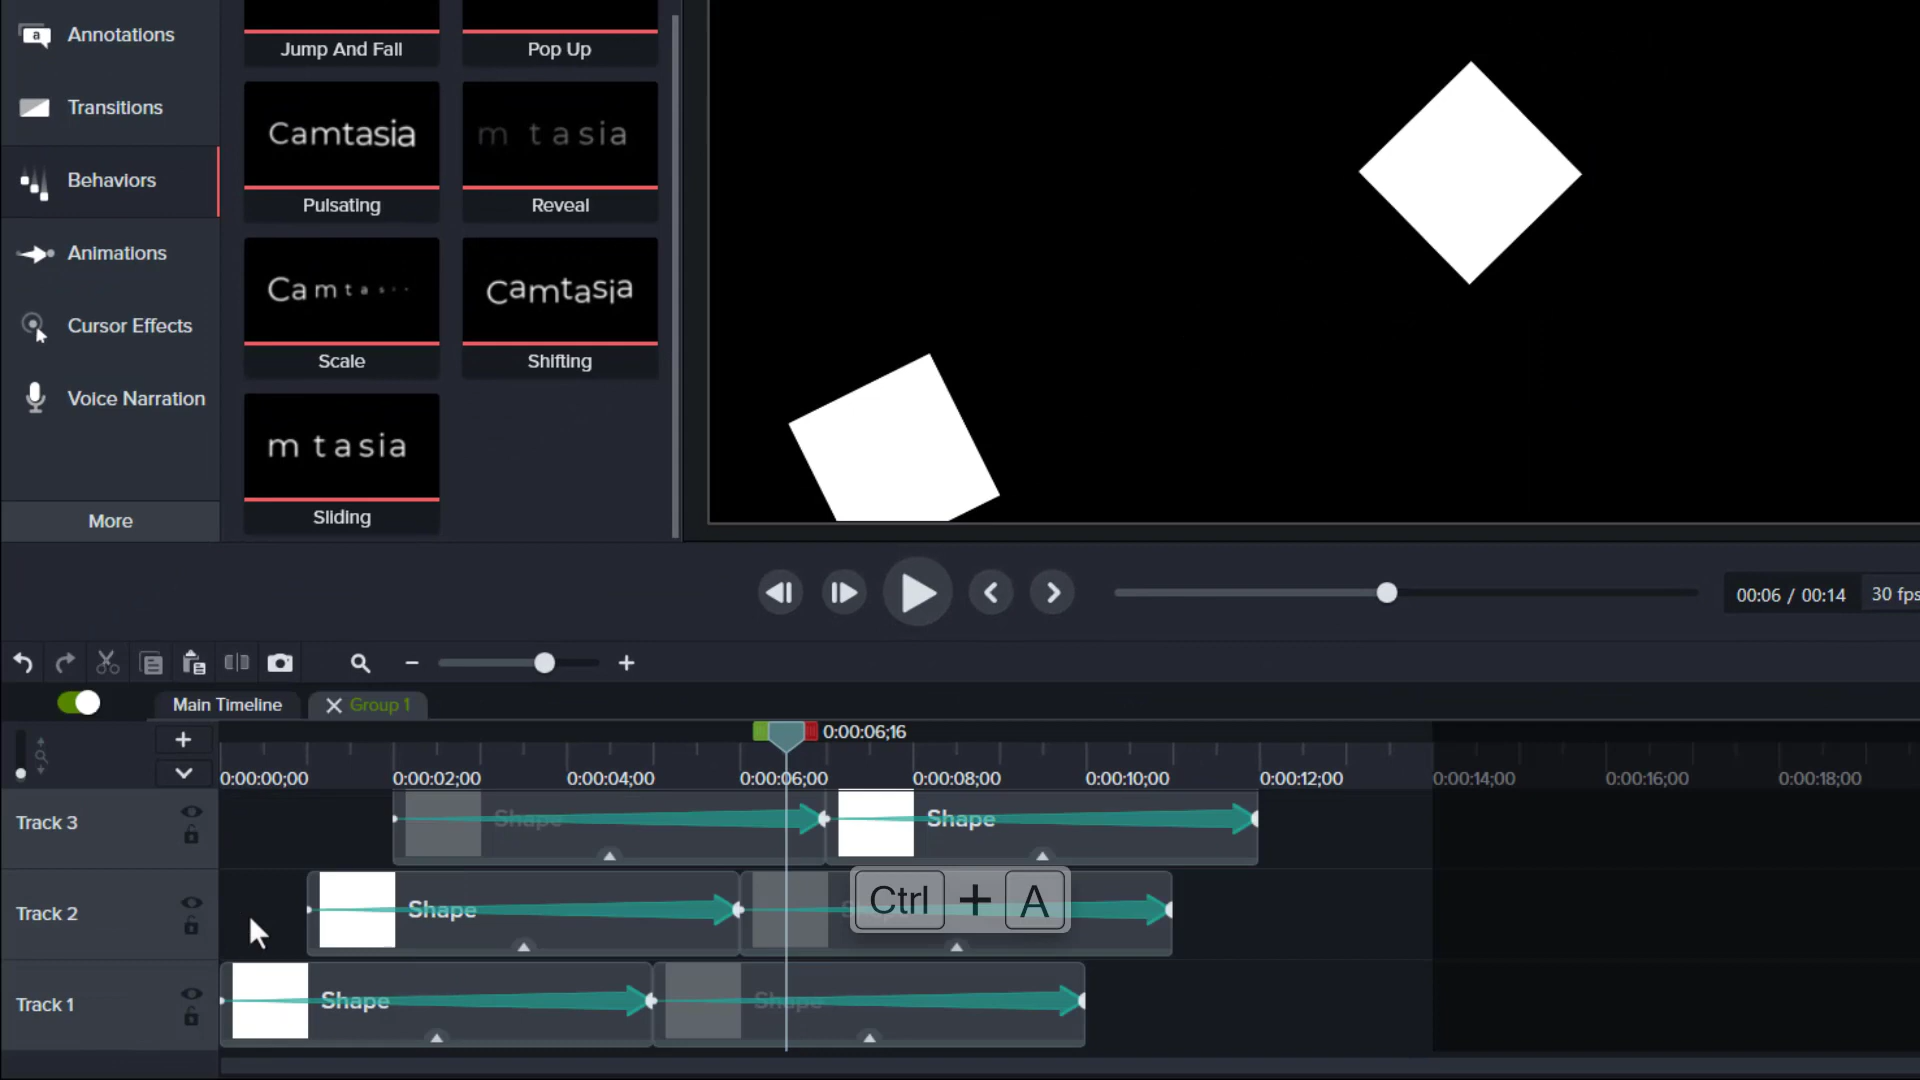 Annotations
Transitions
Behaviors
Animations
Cursor Effects
Voice Narration
More
Jump And Fall
Pop Up
Camtasia
m t a s i a
Pulsating
Reveal
C a m t a s i
Camtasia
Scale
Shifting
m t a s i a
Sliding
00:06 / 00:14
30 fps
Main Timeline
Group 1
0:00:06;16
0:00:00;00
0:00:02;00
0:00:04;00
0:00:06;00
0:00:08;00
0:00:10;00
0:00:12;00
0:00:14;00
0:00:16;00
0:00:18;00
Track 3
Shape
Shape
Track 2
Shape
Ctrl + A
Track 1
Shape
Shape